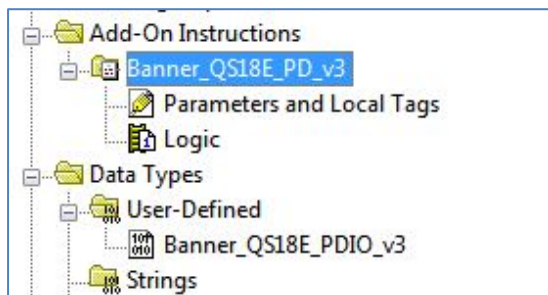 Add-On Instructions
Banner_QS18E_PD_v3
Parameters and Local Tags
Logic
Data Types
User-Defined
Banner_QS18E_PDIO_v3
Strings